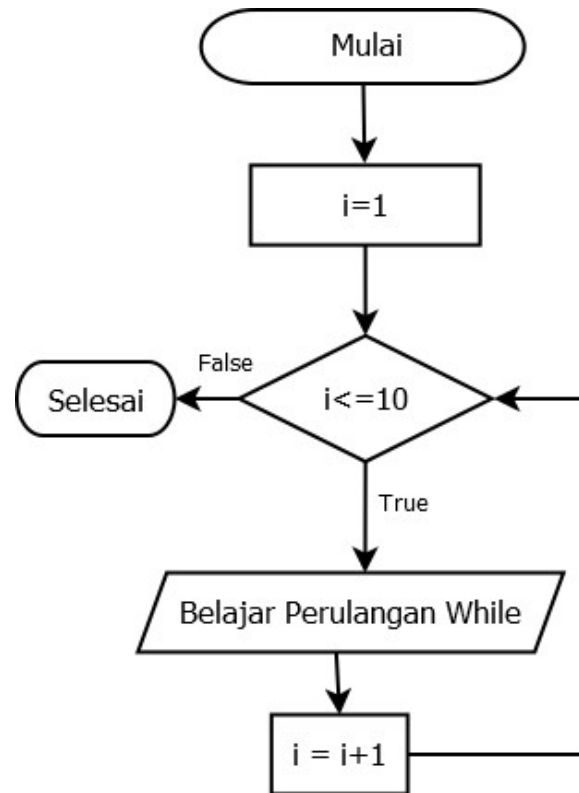 Mulai
i=1
i<=10
False
Selesai
True
Belajar Perulangan While
i = i+1